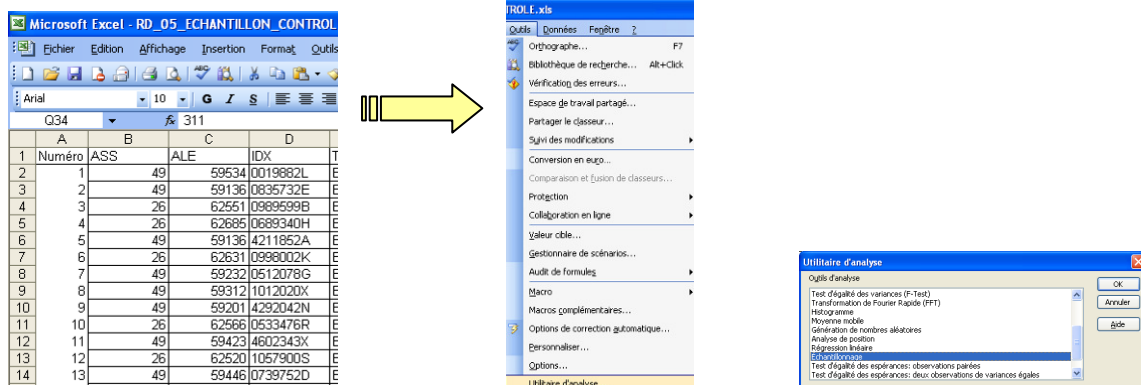 Microsoft Excel - RD_05_ECHANTILLON_CONTROL
Fichier Edition Affichage Insertion Format Outils
Arial 10 G I S
Q34 fx 311
A B C D
1 Numéro ASS ALE IDX T
2 1 49 59534 0019882L E
3 2 49 59136 0835732E E
4 3 26 62551 0989599B E
5 4 26 62685 0689340H E
6 5 49 59136 4211852A E
7 6 26 62631 0998002K E
8 7 49 59232 0512078G E
9 8 49 59312 1012020X E
10 9 49 59201 4292042N E
11 10 26 62566 0533476R E
12 11 49 59423 4602343X E
13 12 26 62520 1057900S E
14 13 49 59446 0739752D E
TROLE.xls
Outils Données Fenêtre ?
Orthographe... F7
Bibliothèque de recherche... Alt+Click
Vérification des erreurs...
Espace de travail partagé...
Partager le classeur...
Suivi des modifications
Conversion en euro...
Comparaison et fusion de classeurs...
Protection
Collaboration en ligne
Valeur cible...
Gestionnaire de scénarios...
Audit de formules
Macro
Macros complémentaires...
Options de correction automatique...
Personnaliser...
Options...
Utilitaire d'analyse
Utilitaire d'analyse
Outils d'analyse
Test d'égalité des variances (F-Test)
Transformation de Fourier Rapide (FFT)
Histogramme
Moyenne mobile
Génération de nombres aléatoires
Analyse de position
Régression linéaire
Echantillonnage
Test d'égalité des espérances: observations pairées
Test d'égalité des espérances: deux observations de variances égales
OK
Annuler
Aide